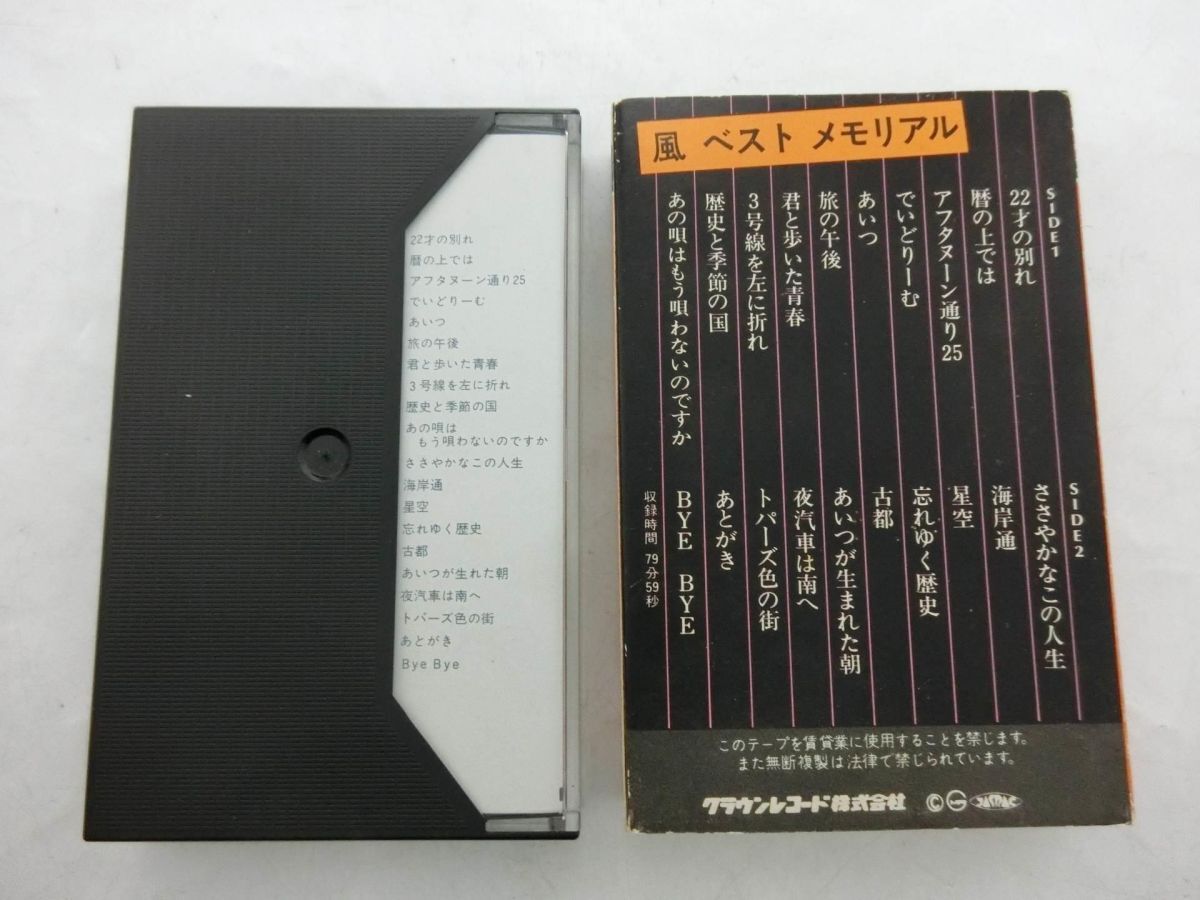 22才の別れ
暦の上では
アフタヌーン通り25
でいどりーむ
あいつ
旅の午後
君と歩いた青春
3号線を左に折れ
歴史と季節の国
あの唄は
もう唄わないのですか
ささやかなこの人生
海岸通
星空
忘れゆく歴史
古都
あいつが生れた朝
夜汽車は南へ
トパーズ色の街
あとがき
Bye Bye
風 ベスト メモリアル
SIDE1
22才の別れ
暦の上では
アフタヌーン通り25
でいどりーむ
あいつ
旅の午後
君と歩いた青春
3号線を左に折れ
歴史と季節の国
あの唄はもう唄わないのですか
SIDE2
ささやかなこの人生
海岸通
星空
忘れゆく歴史
古都
あいつが生まれた朝
夜汽車は南へ
トパーズ色の街
あとがき
BYE BYE
収録時間 79分59秒
このテープを賃貸業に使用することを禁じます。
また無断複製は法律で禁じられています。
クラウンレコード株式会社 © JASRAC